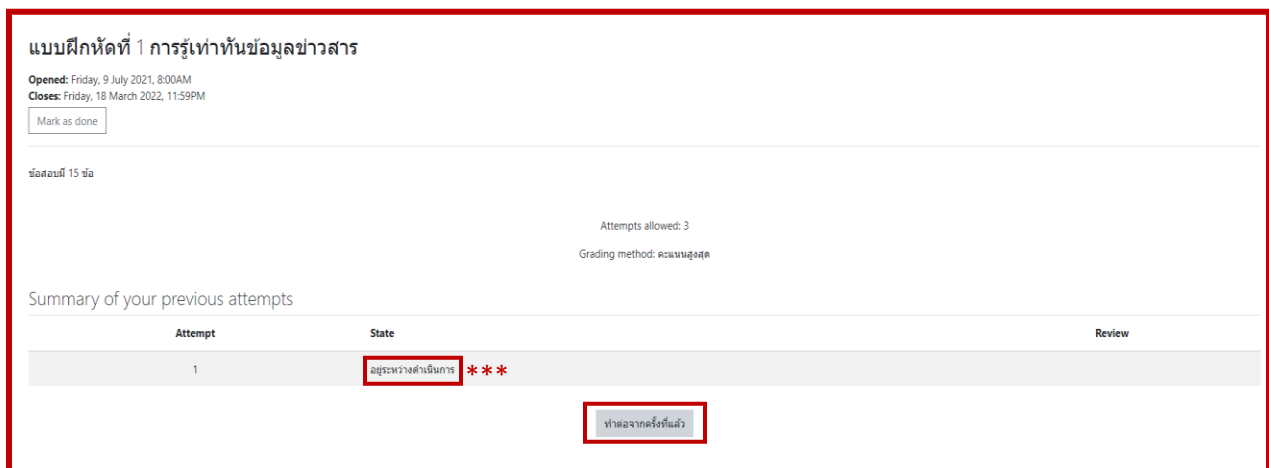 แบบฝึกหัดที่ 1 การรู้เท่าทันข้อมูลข่าวสาร
Opened: Friday, 9 July 2021, 8:00AM
Closes: Friday, 18 March 2022, 11:59PM
Mark as done
ข้อสอบมี 15 ข้อ
Attempts allowed: 3
Grading method: คะแนนสูงสุด
Summary of your previous attempts
Attempt State Review
1 อยู่ระหว่างดำเนินการ ***
ทำต่อจากครั้งที่แล้ว